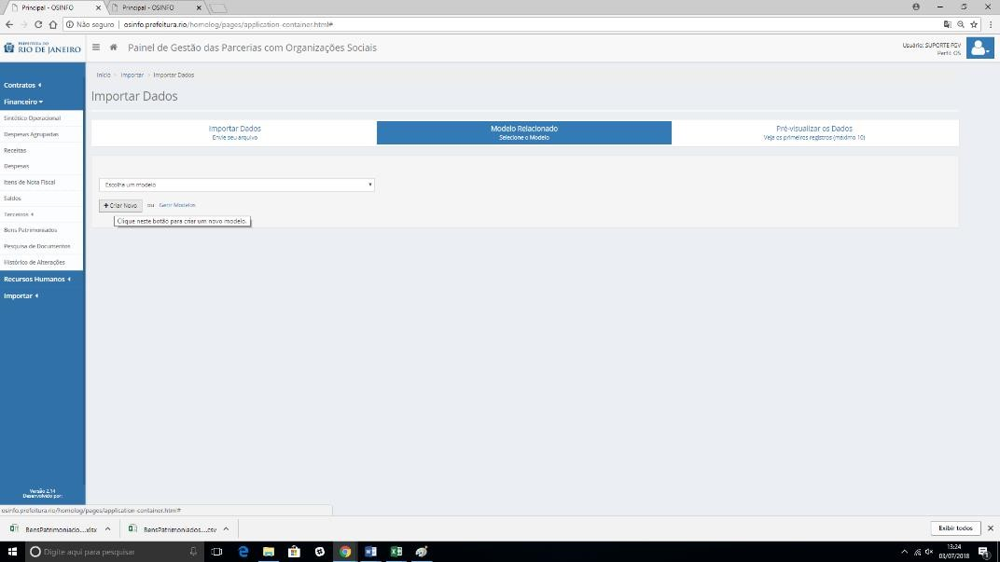 Principal - OSINFO
Principal - OSINFO
Não seguro | osinfo.prefeitura.rio/homolog/pages/application-container.html#
PREFEITURA DO
RIO DE JANEIRO
Painel de Gestão das Parcerias com Organizações Sociais
Usuário: SUPORTE FGV
Perfil: OS
Início
Importar
Importar Dados
Contratos
Financeiro
Sintético Operacional
Despesas Agrupadas
Receitas
Despesas
Itens de Nota Fiscal
Saldos
Terceiros
Bens Patrimoniados
Pesquisa de Documentos
Histórico de Alterações
Recursos Humanos
Importar
Versão 2.14
Desenvolvido por:
Importar Dados
Importar Dados
Envie seu arquivo
Modelo Relacionado
Selecione o Modelo
Pré-visualizar os Dados
Veja os primeiros registros (máximo 10)
Escolha um modelo
+ Criar Novo ou Gerir Modelos
Clique neste botão para criar um novo modelo.
osinfo.prefeitura.rio/homolog/pages/application-container.html#
BensPatrimoniado....xlsx
BensPatrimoniados....csv
Exibir todos
Digite aqui para pesquisar
13:24
03/07/2018